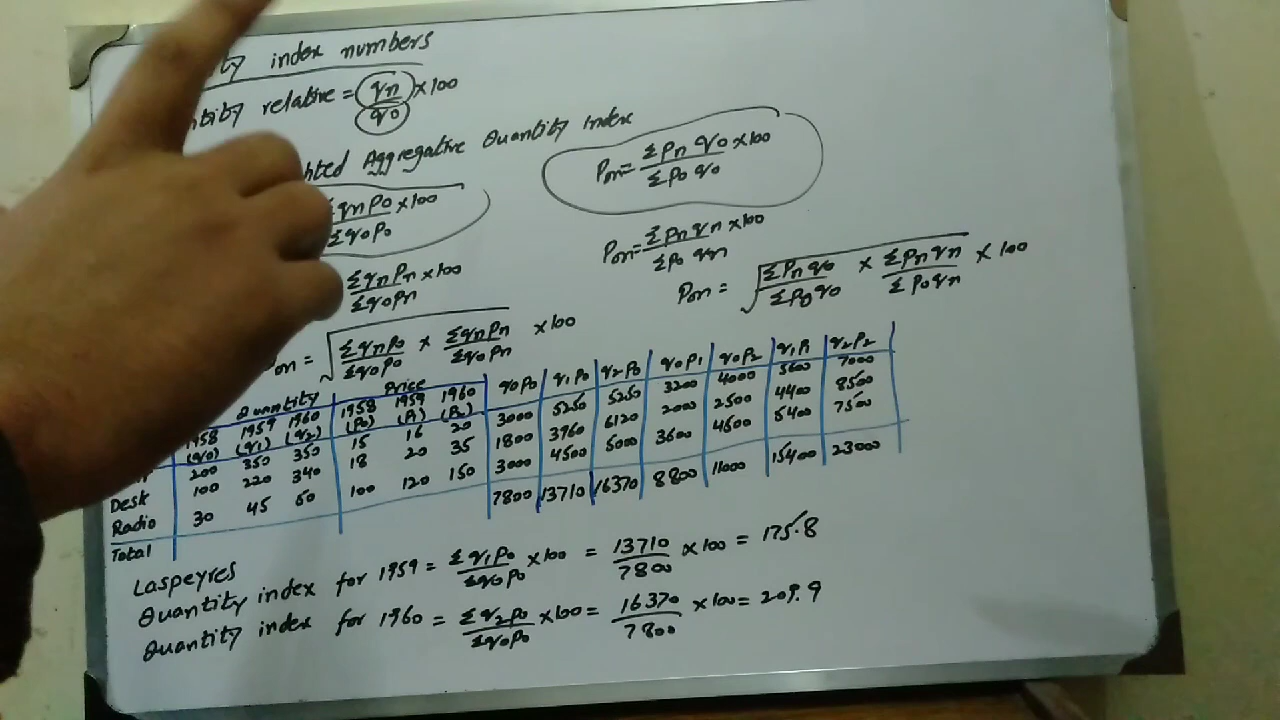 index numbers
relative = qn/q0 × 100
Aggregative Quantity Index
Σqn p0/Σq0 p0 × 100
Pon = Σpn q0/Σp0 q0 × 100
Σqn pn/Σq0 pn × 100
Pon = Σpn qn/Σp0 qn × 100
Pon = √(Σpn q0/Σp0 q0 × Σpn qn/Σp0 qn) × 100
on = √(Σqn p0/Σq0 p0 × Σqn pn/Σq0 pn) × 100
Quantity Price q0p0 q1p0 q2p0 q0p1 q0p2 q1p1 q2p2
1958 1959 1960 1958 1959 1960
(q0) (q1) (q2) (P0) (P1) (P2)
200 350 350 15 16 20 3000 5250 5250 3200 4000 5600 7000
Desk 100 220 340 18 20 35 1800 3960 6120 2000 2500 4400 8500
Radio 30 45 50 100 120 150 3000 4500 5000 3600 4500 5400 7500
Total 7800 13710 16370 8800 11000 15400 23000
Laspeyres
Quantity index for 1959 = Σq1p0/Σq0p0 × 100 = 13710/7800 × 100 = 175.8
Quantity index for 1960 = Σq2p0/Σq0p0 × 100 = 16370/7800 × 100 = 209.9